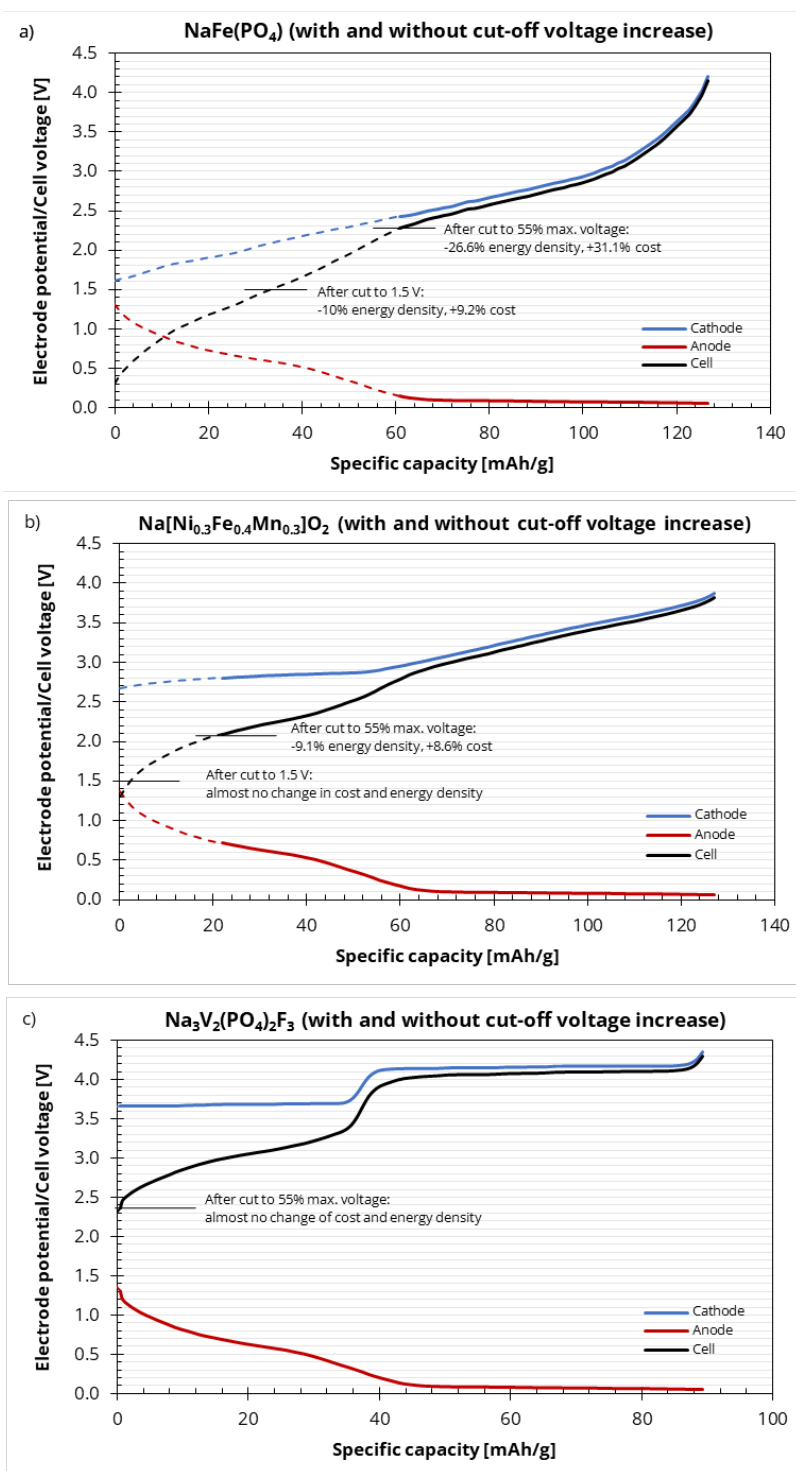 a)
NaFe(PO₄) (with and without cut-off voltage increase)
Electrode potential/Cell voltage [V]
4.5
4.0
3.5
3.0
2.5
2.0
1.5
1.0
0.5
0.0
After cut to 55% max. voltage:
-26.6% energy density, +31.1% cost
After cut to 1.5 V:
-10% energy density, +9.2% cost
Cathode
Anode
Cell
0 20 40 60 80 100 120 140
Specific capacity [mAh/g]
b)
Na[Ni₀.₃Fe₀.₄Mn₀.₃]O₂ (with and without cut-off voltage increase)
Electrode potential/Cell voltage [V]
4.5
4.0
3.5
3.0
2.5
2.0
1.5
1.0
0.5
0.0
After cut to 55% max. voltage:
-9.1% energy density, +8.6% cost
After cut to 1.5 V:
almost no change in cost and energy density
Cathode
Anode
Cell
0 20 40 60 80 100 120 140
Specific capacity [mAh/g]
c)
Na₃V₂(PO₄)₂F₃ (with and without cut-off voltage increase)
Electrode potential/Cell voltage [V]
4.5
4.0
3.5
3.0
2.5
2.0
1.5
1.0
0.5
0.0
After cut to 55% max. voltage:
almost no change of cost and energy density
Cathode
Anode
Cell
0 20 40 60 80 100
Specific capacity [mAh/g]